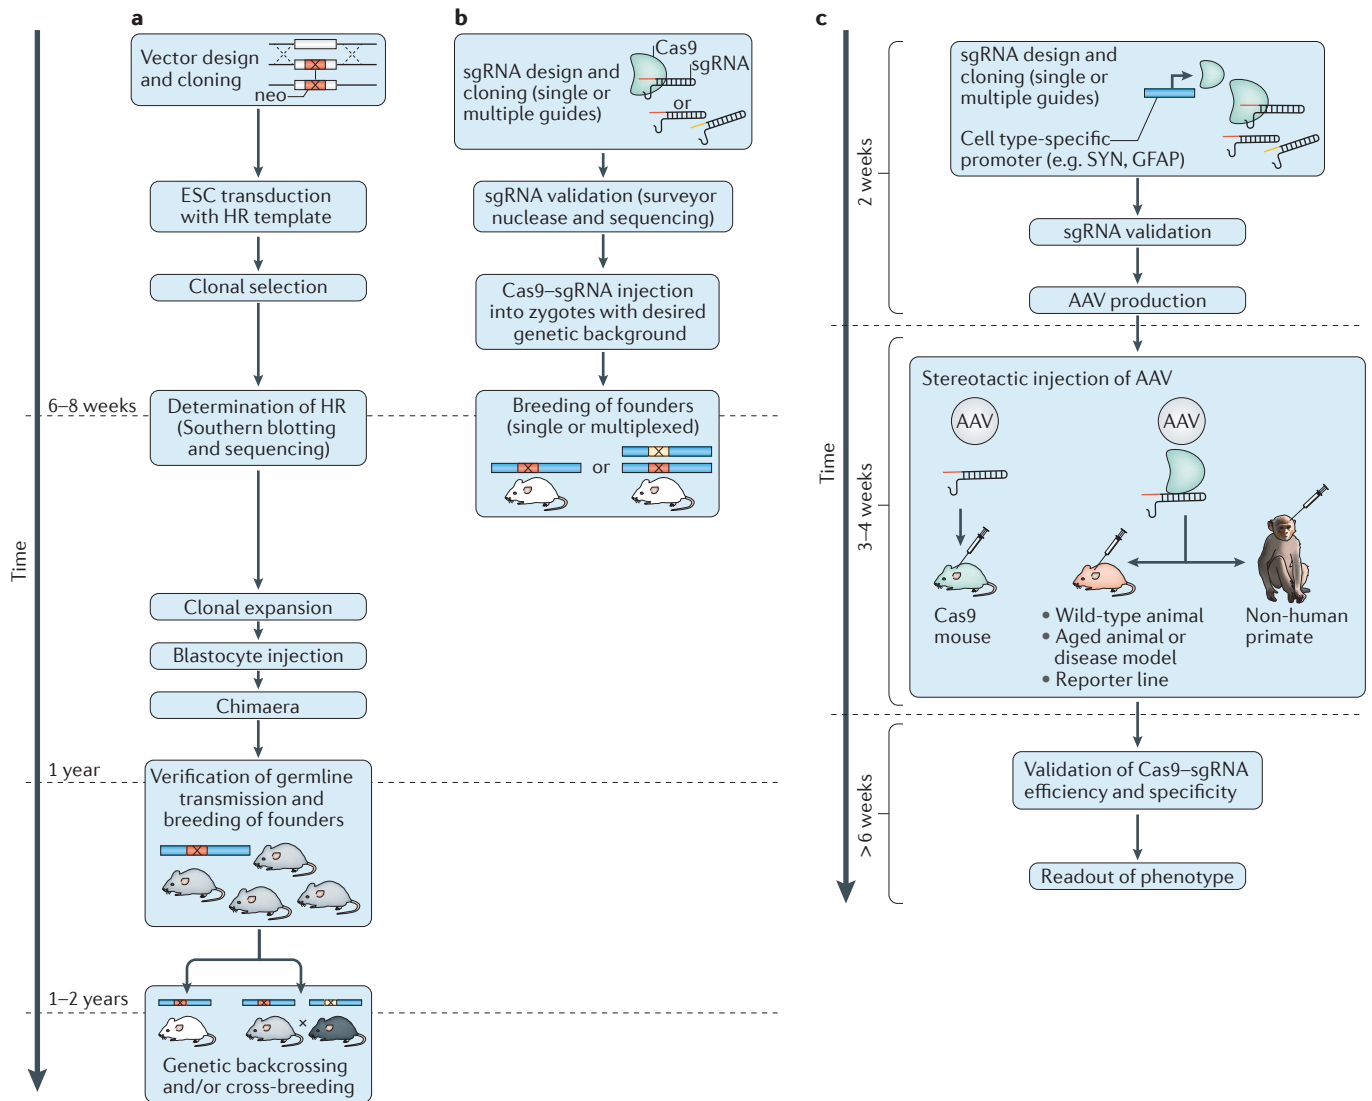 a
Vector design
and cloning
neo
ESC transduction
with HR template
Clonal selection
6–8 weeks
Determination of HR
(Southern blotting
and sequencing)
Time
Clonal expansion
Blastocyte injection
Chimaera
1 year
Verification of germline
transmission and
breeding of founders
1–2 years
×
Genetic backcrossing
and/or cross-breeding
b
Cas9
sgRNA
sgRNA design and
cloning (single or
multiple guides)
or
sgRNA validation (surveyor
nuclease and sequencing)
Cas9–sgRNA injection
into zygotes with desired
genetic background
Breeding of founders
(single or multiplexed)
or
c
Time
2 weeks
sgRNA design and
cloning (single or
multiple guides)
Cell type-specific
promoter (e.g. SYN, GFAP)
sgRNA validation
AAV production
3–4 weeks
Stereotactic injection of AAV
AAV
AAV
Cas9
mouse
• Wild-type animal
• Aged animal or
disease model
• Reporter line
Non-human
primate
> 6 weeks
Validation of Cas9–sgRNA
efficiency and specificity
Readout of phenotype